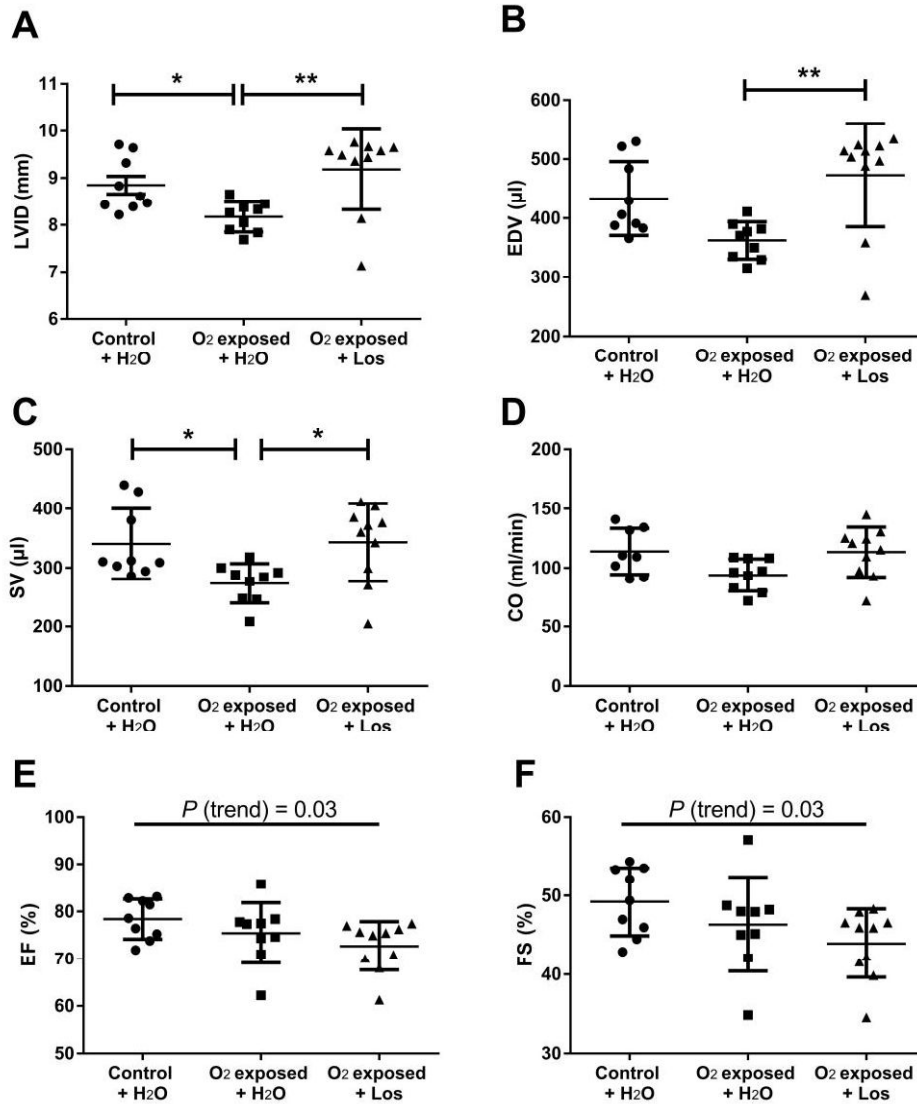 A
*
**
11
10
9
8
7
6
LVID (mm)
Control
+ H2O
O2 exposed
+ H2O
O2 exposed
+ Los
B
**
600
500
400
300
200
EDV (µl)
Control
+ H2O
O2 exposed
+ H2O
O2 exposed
+ Los
C
*
*
500
400
300
200
100
SV (µl)
Control
+ H2O
O2 exposed
+ H2O
O2 exposed
+ Los
D
200
150
100
50
0
CO (ml/min)
Control
+ H2O
O2 exposed
+ H2O
O2 exposed
+ Los
E
P (trend) = 0.03
100
90
80
70
60
50
EF (%)
Control
+ H2O
O2 exposed
+ H2O
O2 exposed
+ Los
F
P (trend) = 0.03
60
50
40
30
FS (%)
Control
+ H2O
O2 exposed
+ H2O
O2 exposed
+ Los